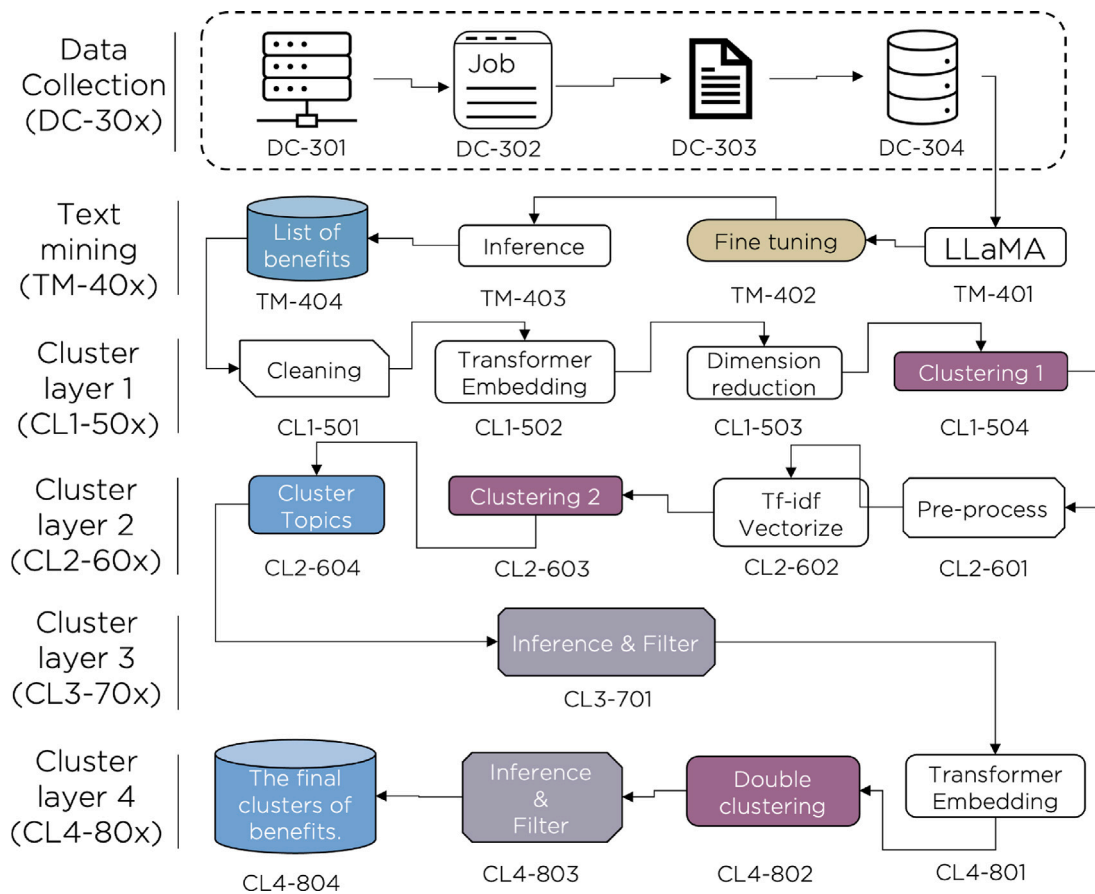 Data
Collection
(DC-30x)
Job
DC-301
DC-302
DC-303
DC-304
Text
mining
(TM-40x)
List of
benefits
Inference
Fine tuning
LLaMA
TM-404
TM-403
TM-402
TM-401
Cluster
layer 1
(CL1-50x)
Cleaning
Transformer
Embedding
Dimension
reduction
Clustering 1
CL1-501
CL1-502
CL1-503
CL1-504
Cluster
layer 2
(CL2-60x)
Cluster
Topics
Clustering 2
Tf-idf
Vectorize
Pre-process
CL2-604
CL2-603
CL2-602
CL2-601
Cluster
layer 3
(CL3-70x)
Inference & Filter
CL3-701
Cluster
layer 4
(CL4-80x)
The final
clusters of
benefits.
Inference
&
Filter
Double
clustering
Transformer
Embedding
CL4-804
CL4-803
CL4-802
CL4-801